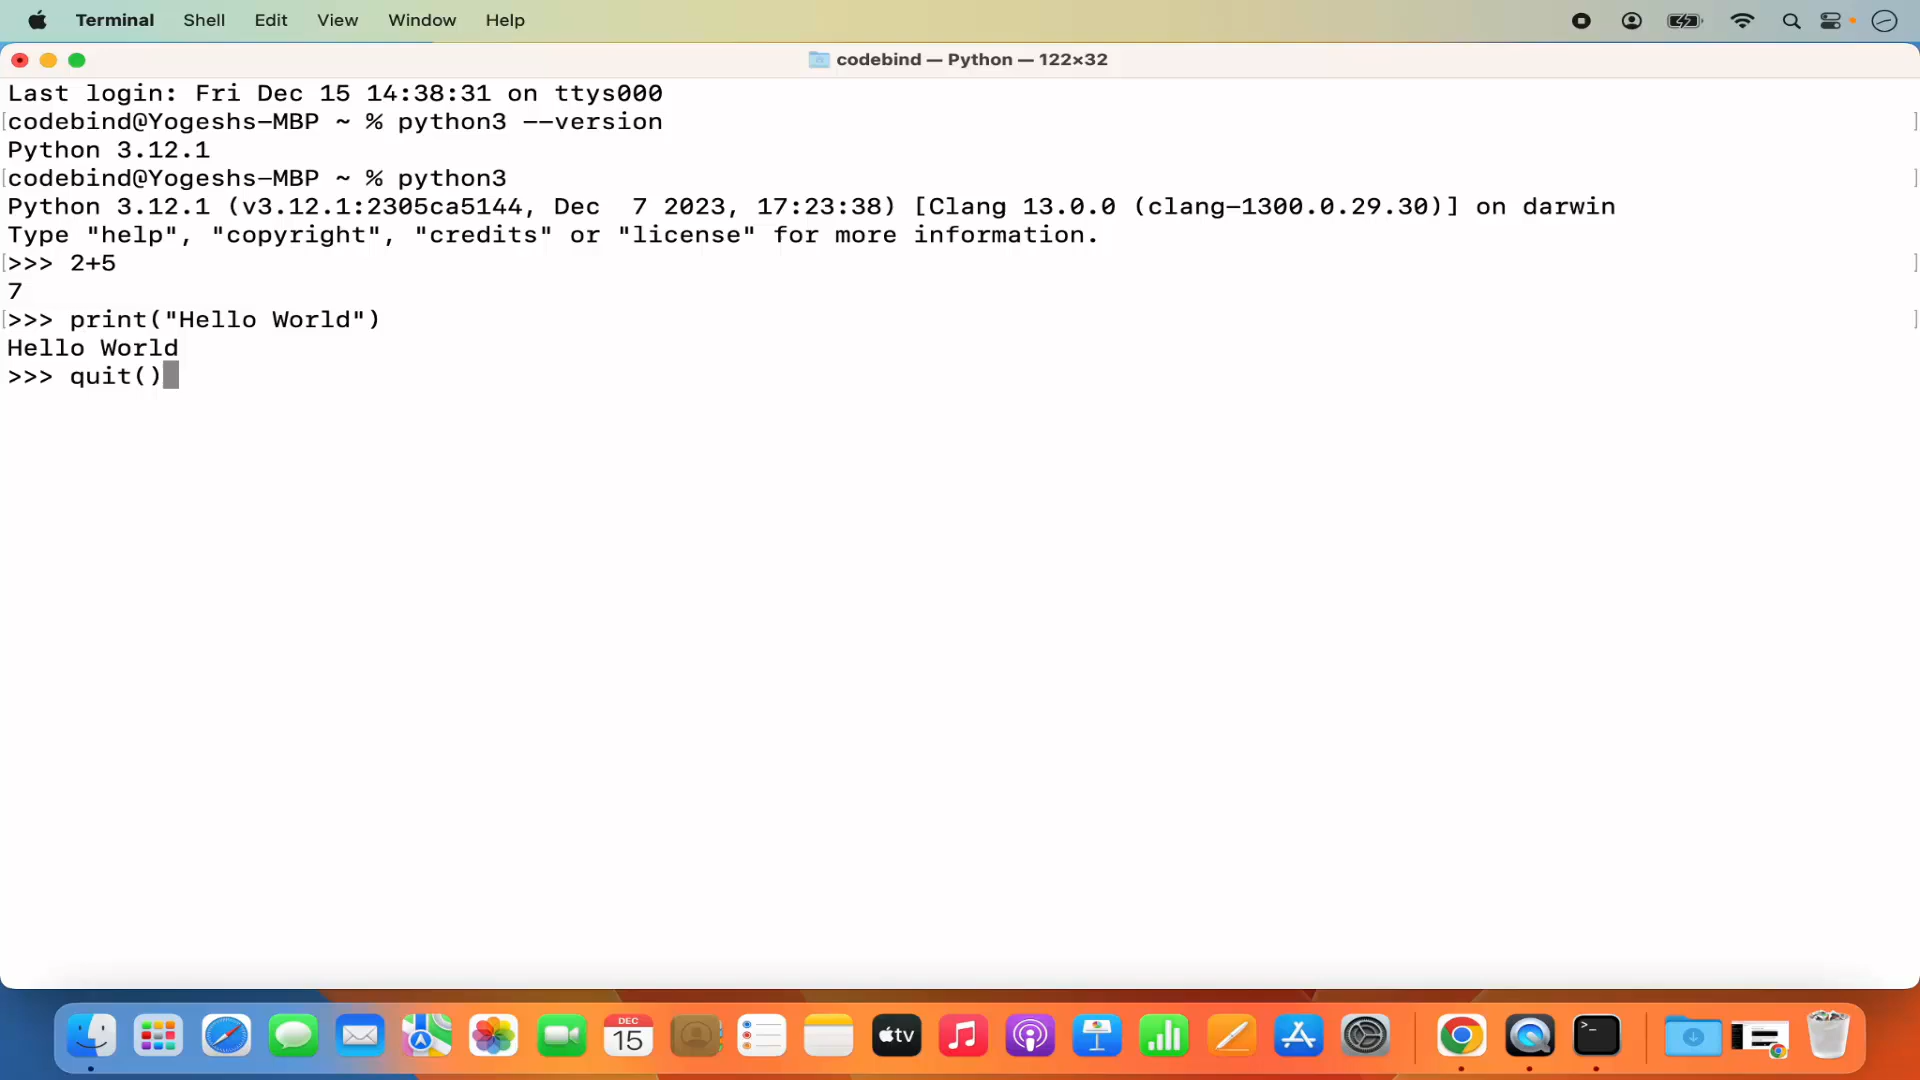 Terminal Shell Edit View Window Help
codebind — Python — 122×32
Last login: Fri Dec 15 14:38:31 on ttys000
[codebind@Yogeshs-MBP ~ % python3 --version ]
Python 3.12.1
[codebind@Yogeshs-MBP ~ % python3 ]
Python 3.12.1 (v3.12.1:2305ca5144, Dec  7 2023, 17:23:38) [Clang 13.0.0 (clang-1300.0.29.30)] on darwin
Type "help", "copyright", "credits" or "license" for more information.
[>>> 2+5 ]
7
[>>> print("Hello World") ]
Hello World
>>> quit()
DEC
15
tv
>_